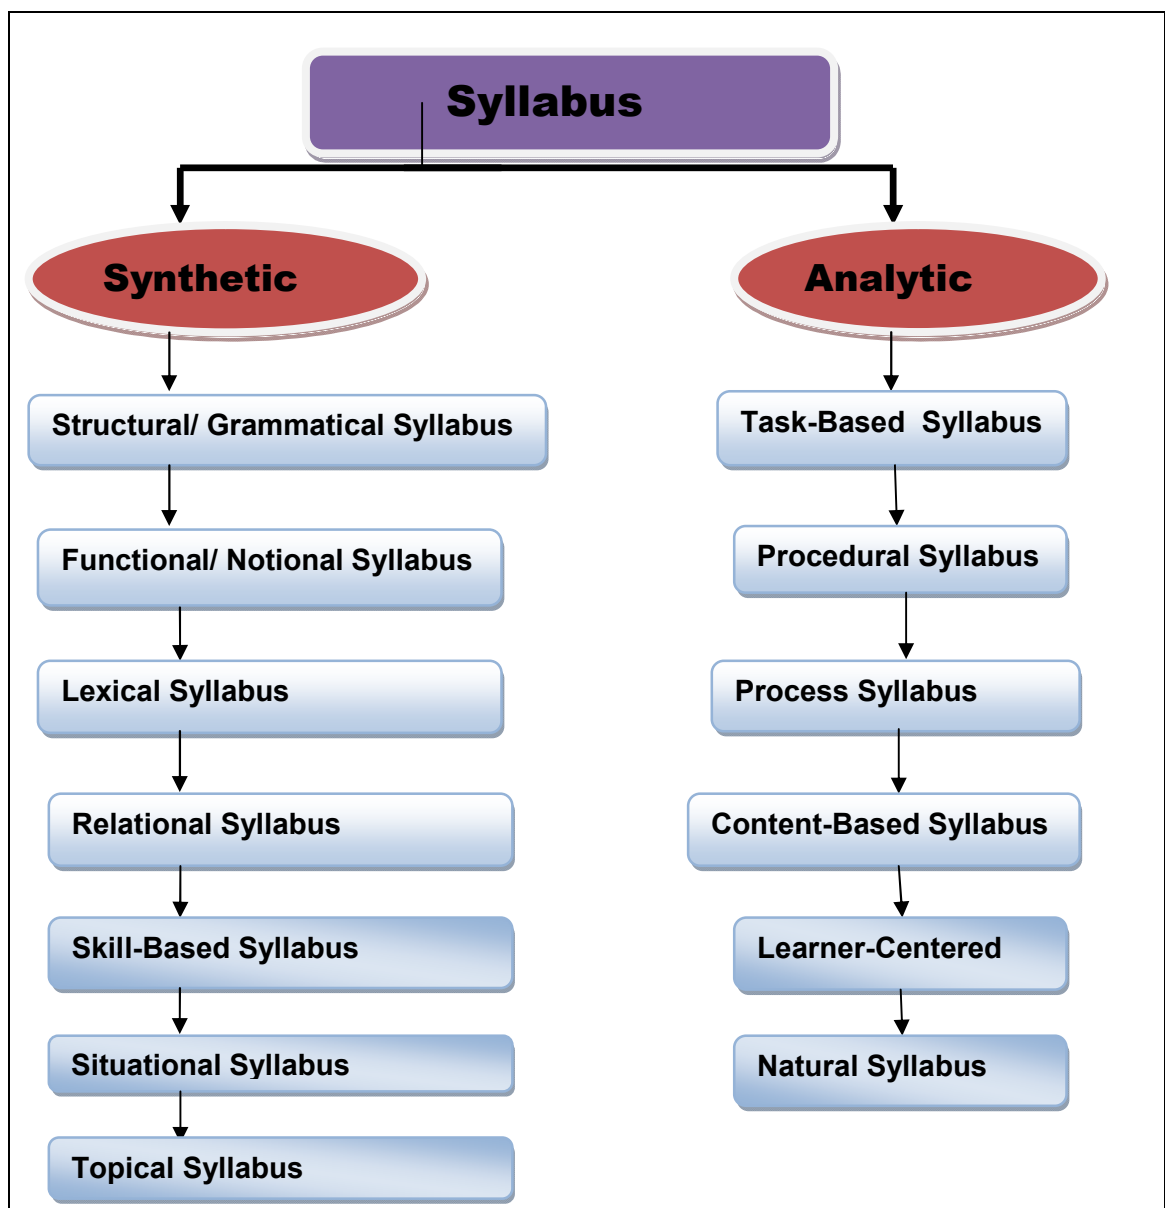 Syllabus
Synthetic
Analytic
Structural/ Grammatical Syllabus
Functional/ Notional Syllabus
Lexical Syllabus
Relational Syllabus
Skill-Based Syllabus
Situational Syllabus
Topical Syllabus
Task-Based  Syllabus
Procedural Syllabus
Process Syllabus
Content-Based Syllabus
Learner-Centered
Natural Syllabus